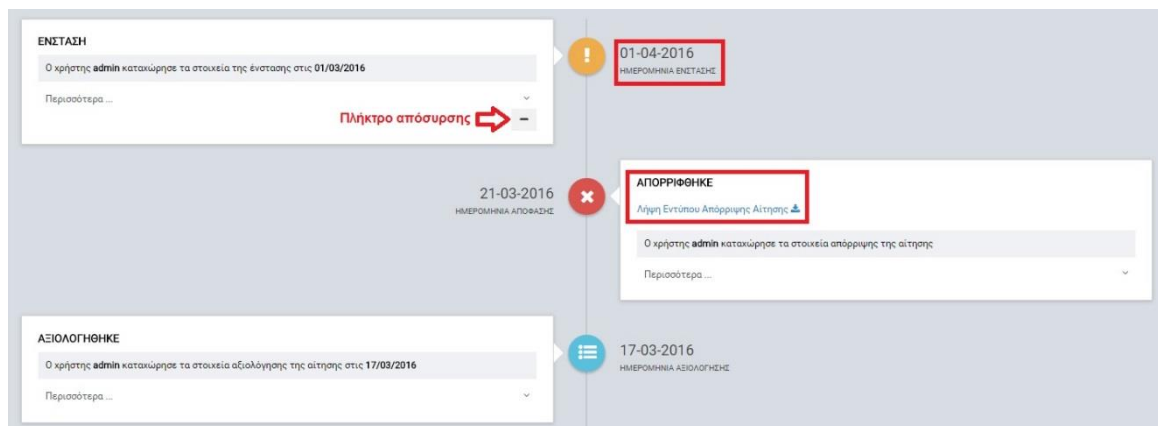 ΕΝΣΤΑΣΗ
Ο χρήστης admin καταχώρησε τα στοιχεία της ένστασης στις 01/03/2016
Περισσότερα ...
Πλήκτρο απόσυρσης
01-04-2016
ΗΜΕΡΟΜΗΝΙΑ ΕΝΣΤΑΣΗΣ
21-03-2016
ΗΜΕΡΟΜΗΝΙΑ ΑΠΟΦΑΣΗΣ
ΑΠΟΡΡΙΦΘΗΚΕ
Λήψη Εντύπου Απόρριψης Αίτησης
Ο χρήστης admin καταχώρησε τα στοιχεία απόρριψης της αίτησης
Περισσότερα ...
ΑΞΙΟΛΟΓΗΘΗΚΕ
Ο χρήστης admin καταχώρησε τα στοιχεία αξιολόγησης της αίτησης στις 17/03/2016
Περισσότερα ...
17-03-2016
ΗΜΕΡΟΜΗΝΙΑ ΑΞΙΟΛΟΓΗΣΗΣ